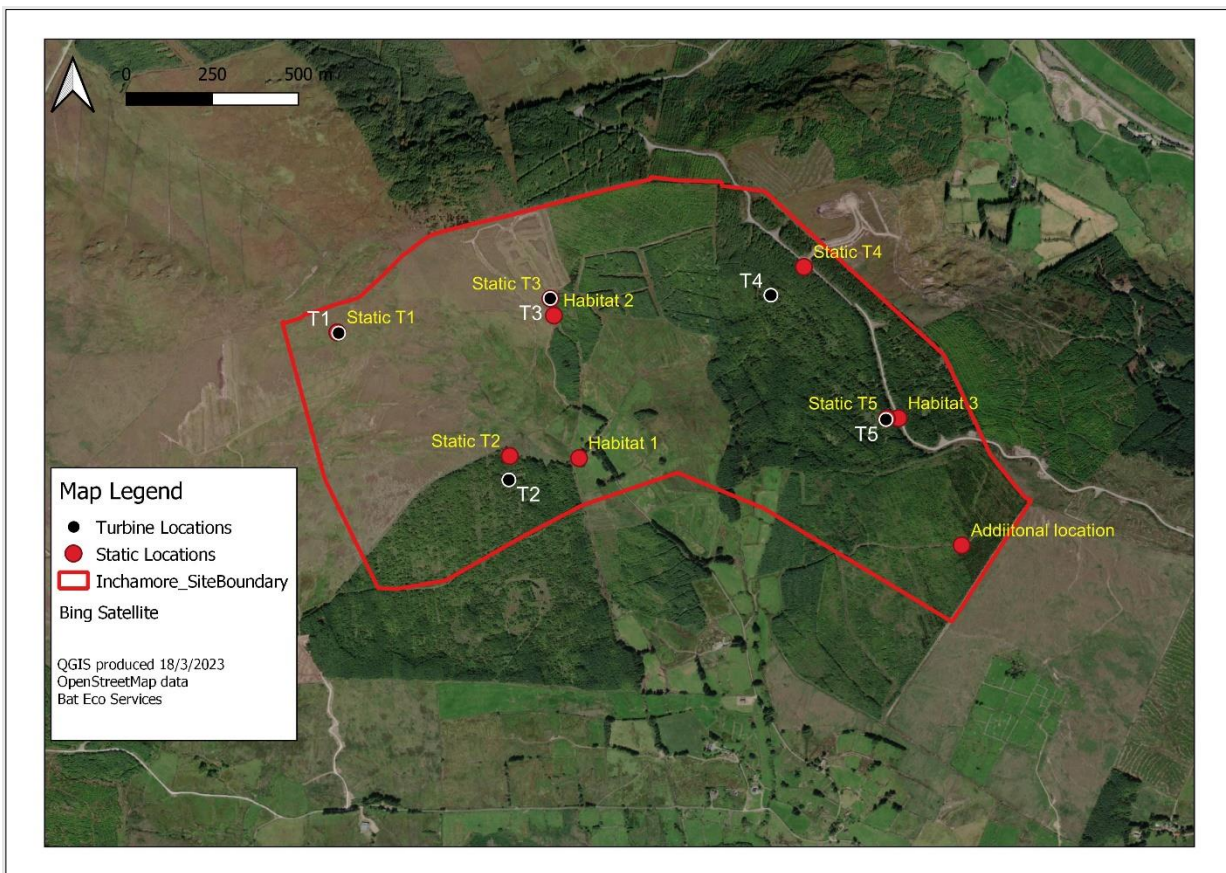 0 250 500 m
Static T4
T4
Static T3
Habitat 2
T3
T1
Static T1
Static T5
Habitat 3
T5
Static T2
Habitat 1
T2
Addiitonal location
Map Legend
Turbine Locations
Static Locations
Inchamore_SiteBoundary
Bing Satellite
QGIS produced 18/3/2023
OpenStreetMap data
Bat Eco Services